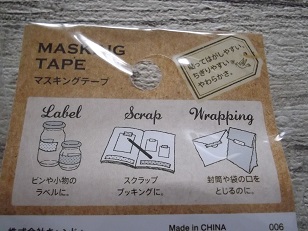 MASKING
TAPE
マスキングテープ
貼ってはがしやすい。
ちぎりやすい
やわらかさ。
Label
Scrap
Wrapping
ビンや小物の
ラベルに。
スクラップ
ブッキングに。
封筒や袋の口を
とじるのに。
Made in CHINA
006